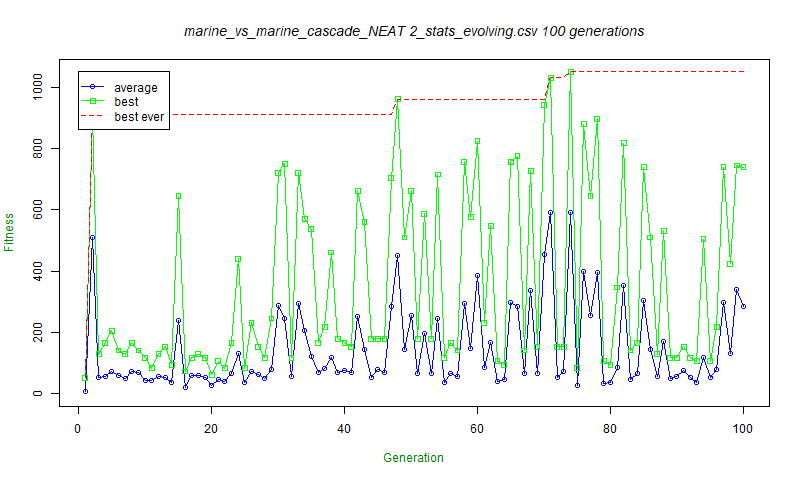 marine_vs_marine_cascade_NEAT 2_stats_evolving.csv 100 generations
average
best
best ever
Fitness
0
200
400
600
800
1000
0 20 40 60 80 100
Generation